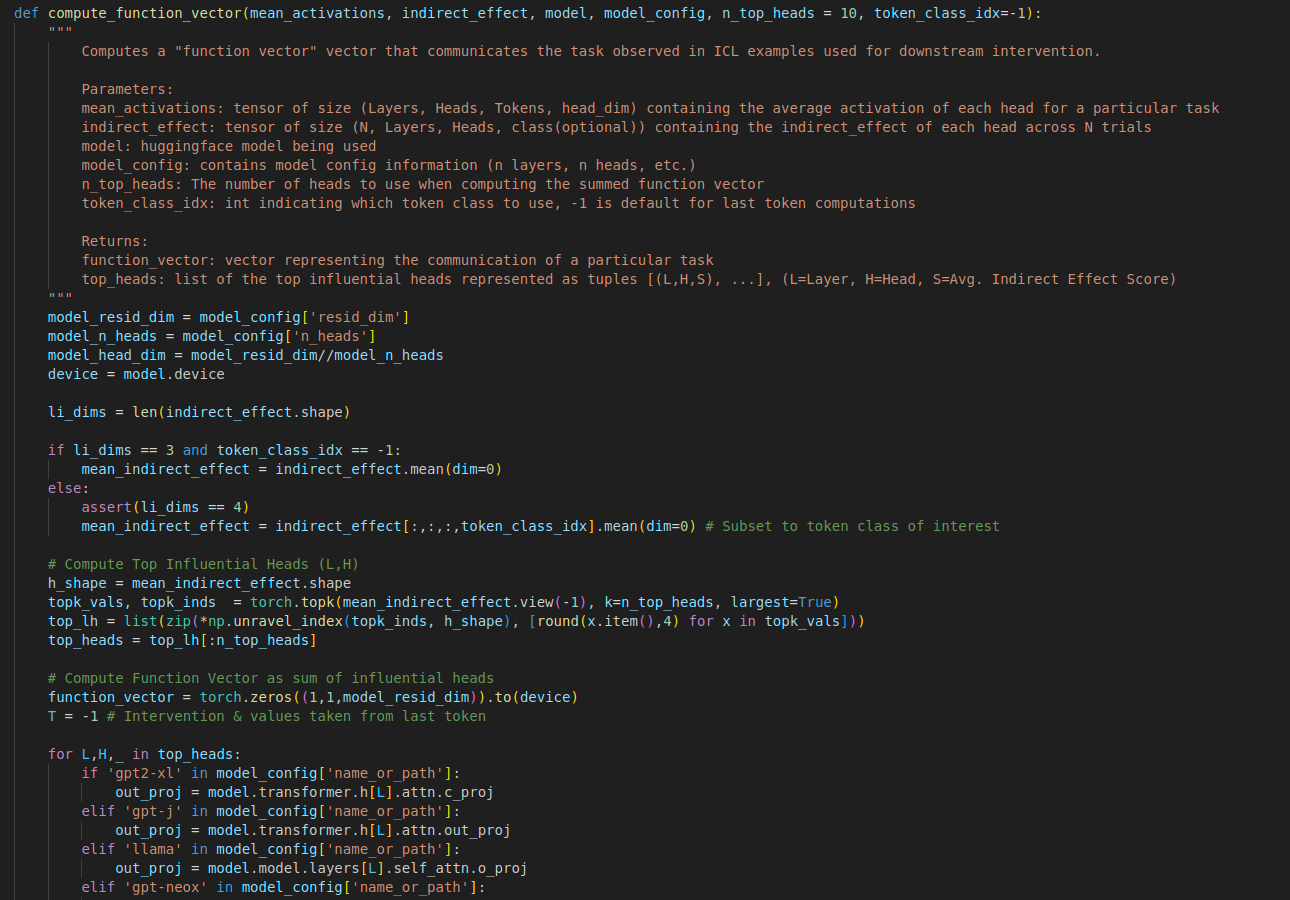 def compute_function_vector(mean_activations, indirect_effect, model, model_config, n_top_heads = 10, token_class_idx=-1):
    """
        Computes a "function vector" vector that communicates the task observed in ICL examples used for downstream intervention.

        Parameters:
        mean_activations: tensor of size (Layers, Heads, Tokens, head_dim) containing the average activation of each head for a particular task
        indirect_effect: tensor of size (N, Layers, Heads, class(optional)) containing the indirect_effect of each head across N trials
        model: huggingface model being used
        model_config: contains model config information (n layers, n heads, etc.)
        n_top_heads: The number of heads to use when computing the summed function vector
        token_class_idx: int indicating which token class to use, -1 is default for last token computations

        Returns:
        function_vector: vector representing the communication of a particular task
        top_heads: list of the top influential heads represented as tuples [(L,H,S), ...], (L=Layer, H=Head, S=Avg. Indirect Effect Score)
    """
    model_resid_dim = model_config['resid_dim']
    model_n_heads = model_config['n_heads']
    model_head_dim = model_resid_dim//model_n_heads
    device = model.device

    li_dims = len(indirect_effect.shape)

    if li_dims == 3 and token_class_idx == -1:
        mean_indirect_effect = indirect_effect.mean(dim=0)
    else:
        assert(li_dims == 4)
        mean_indirect_effect = indirect_effect[:,:,:,token_class_idx].mean(dim=0) # Subset to token class of interest

    # Compute Top Influential Heads (L,H)
    h_shape = mean_indirect_effect.shape
    topk_vals, topk_inds  = torch.topk(mean_indirect_effect.view(-1), k=n_top_heads, largest=True)
    top_lh = list(zip(*np.unravel_index(topk_inds, h_shape), [round(x.item(),4) for x in topk_vals]))
    top_heads = top_lh[:n_top_heads]

    # Compute Function Vector as sum of influential heads
    function_vector = torch.zeros((1,1,model_resid_dim)).to(device)
    T = -1 # Intervention & values taken from last token

    for L,H,_ in top_heads:
        if 'gpt2-xl' in model_config['name_or_path']:
            out_proj = model.transformer.h[L].attn.c_proj
        elif 'gpt-j' in model_config['name_or_path']:
            out_proj = model.transformer.h[L].attn.out_proj
        elif 'llama' in model_config['name_or_path']:
            out_proj = model.model.layers[L].self_attn.o_proj
        elif 'gpt-neox' in model_config['name_or_path']: